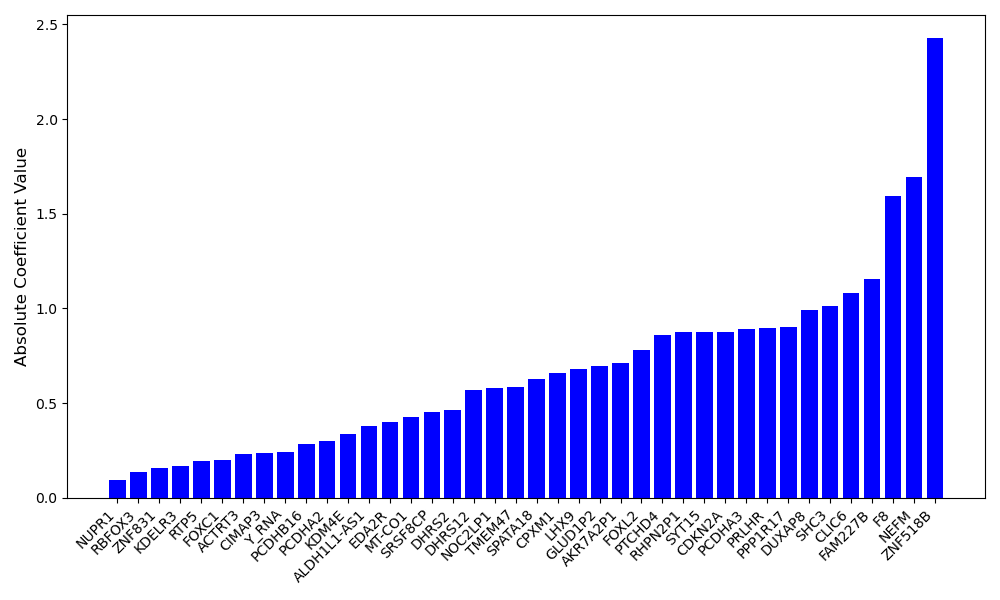 2.5
2.0
1.5
1.0
0.5
0.0
Absolute Coefficient Value
NUPR1
RBFOX3
ZNF831
KDELR3
RTP5
FOXC1
ACTRT3
CIMAP3
Y_RNA
PCDHB16
PCDHA2
KDM4E
ALDH1L1-AS1
EDA2R
MT-CO1
SRSF8CP
DHRS2
DHRS12
NOC2LP1
TMEM47
SPATA18
CPXM1
LHX9
GLUD1P2
AKR7A2P1
FOXL2
PTCHD4
RHPN2P1
SYT15
CDKN2A
PCDHA3
PRLHR
PPP1R17
DUXAP8
SHC3
CLIC6
FAM227B
F8
NEFM
ZNF518B